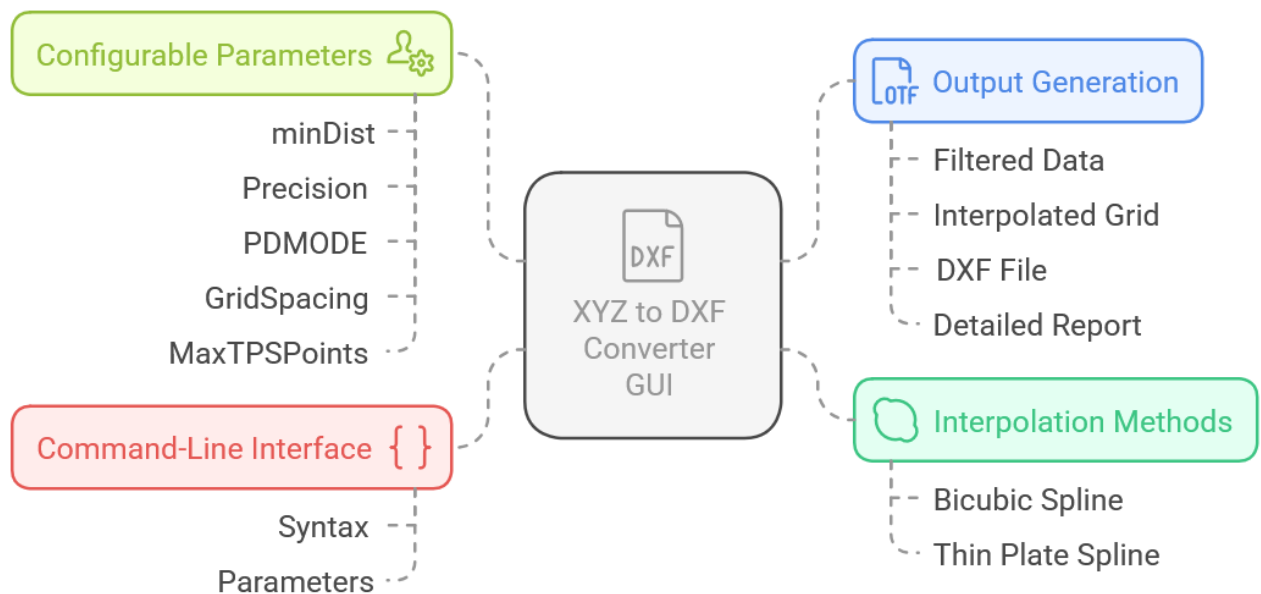 Configurable Parameters
minDist
Precision
PDMODE
GridSpacing
MaxTPSPoints
Command-Line Interface { }
Syntax
Parameters
DXF
XYZ to DXF
Converter
GUI
OTF
Output Generation
Filtered Data
Interpolated Grid
DXF File
Detailed Report
Interpolation Methods
Bicubic Spline
Thin Plate Spline